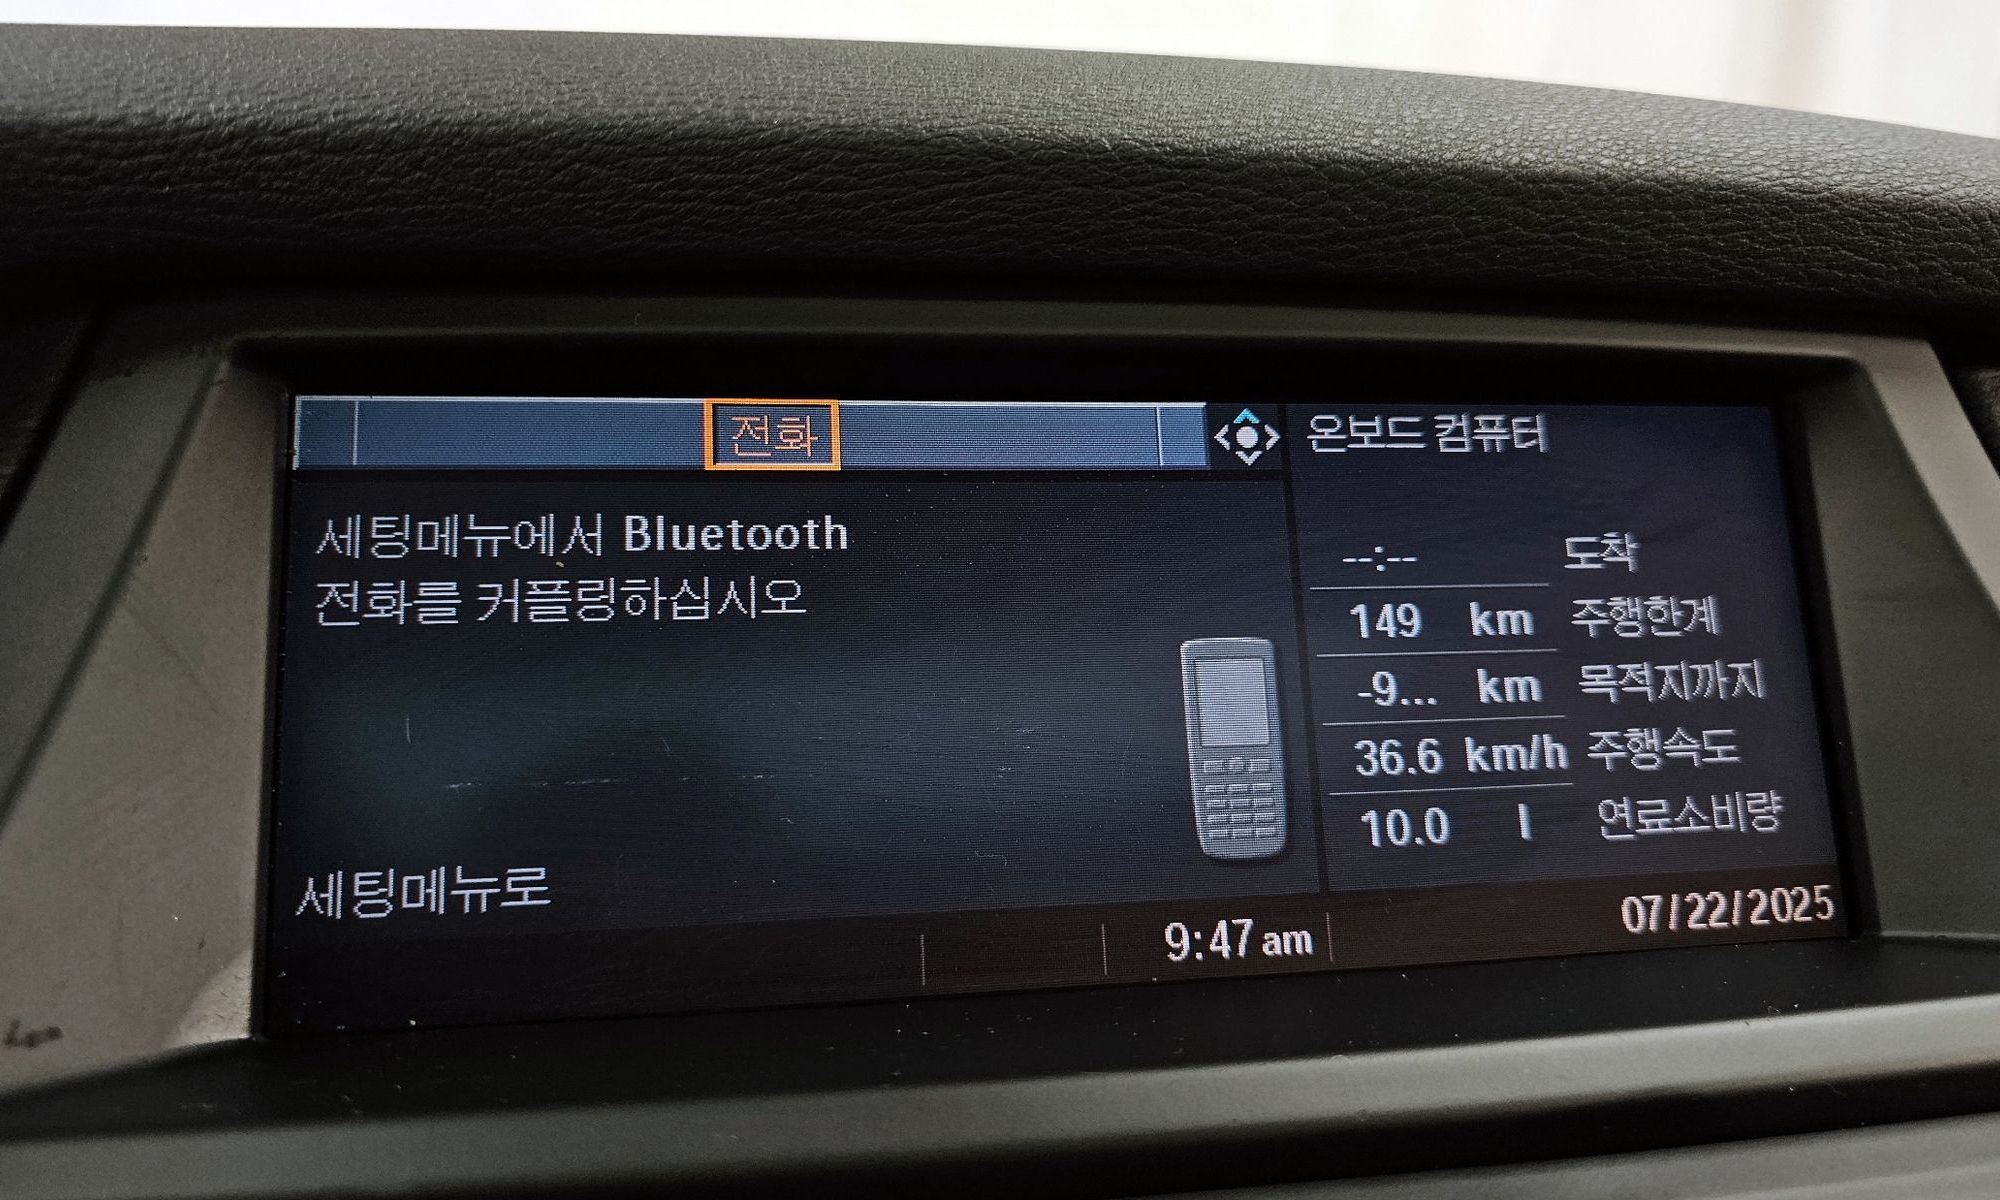 전화
세팅메뉴에서 Bluetooth
전화를 커플링하십시오
세팅메뉴로
온보드 컴퓨터
--:-- 도착
149 km 주행한계
-9... km 목적지까지
36.6 km/h 주행속도
10.0 l 연료소비량
9:47 am
07/22/2025